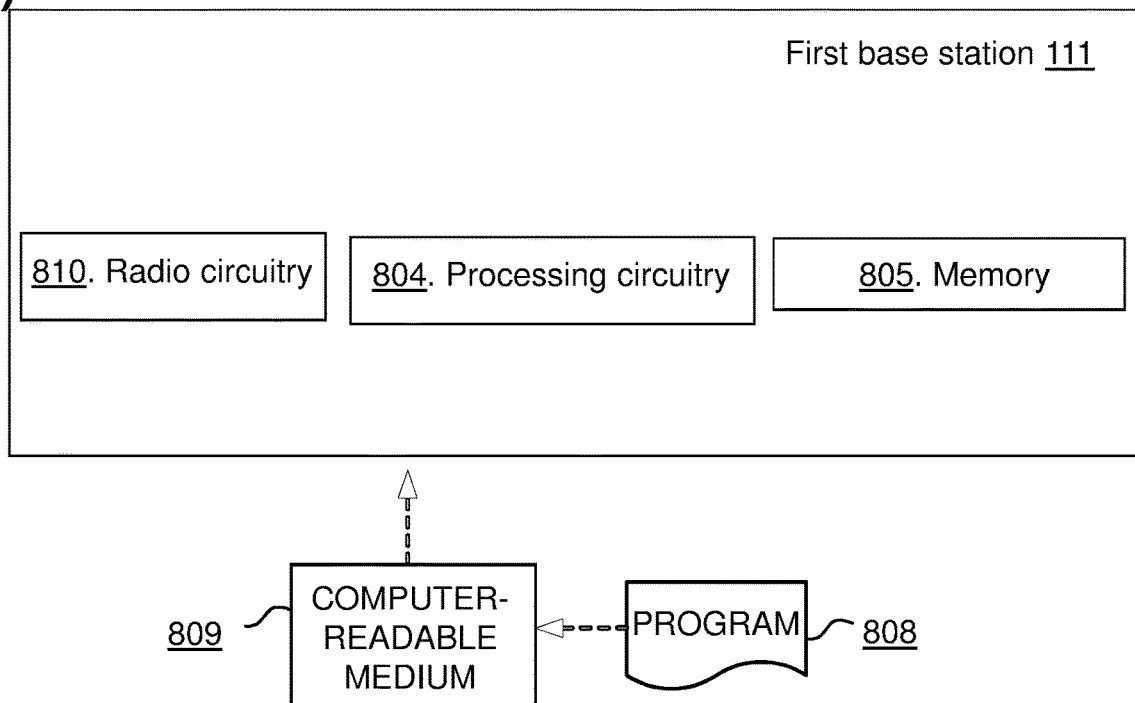 First base station 111
810. Radio circuitry
804. Processing circuitry
805. Memory
809
COMPUTER-
READABLE
MEDIUM
PROGRAM
808